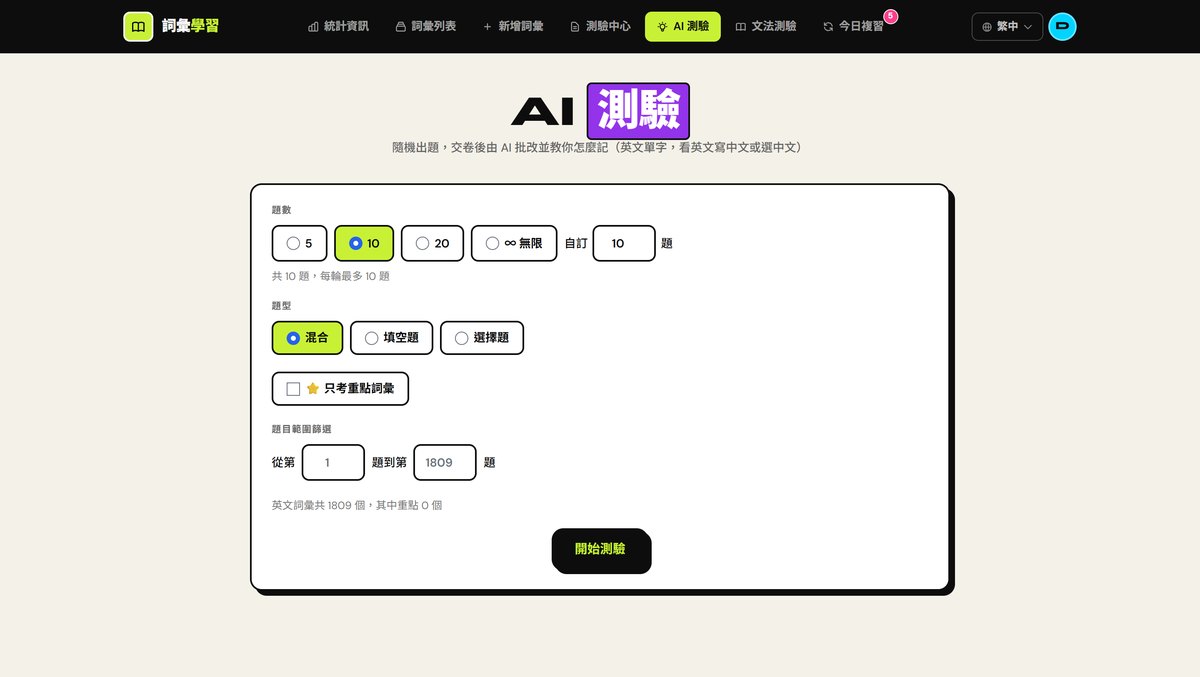 詞彙學習 統計資訊 詞彙列表 + 新增詞彙 測驗中心 AI 測驗 文法測驗 今日複習 5 繁中
AI 測驗
隨機出題，交卷後由 AI 批改並教你怎麼記（英文單字，看英文寫中文或選中文）
題數
5 10 20 ∞ 無限 自訂 10 題
共 10 題，每輪最多 10 題
題型
混合 填空題 選擇題
只考重點詞彙
題目範圍篩選
從第 1 題到第 1809 題
英文詞彙共 1809 個，其中重點 0 個
開始測驗